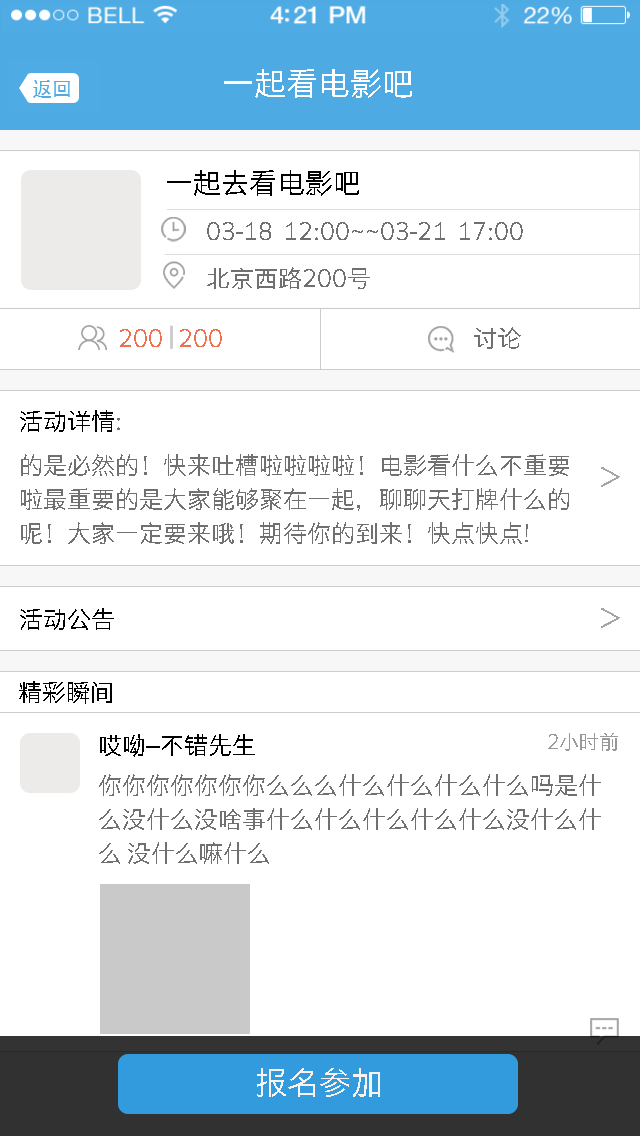 BELL 4:21 PM 22%
返回 一起看电影吧
一起去看电影吧
03-18 12:00~~03-21 17:00
北京西路200号
200|200 讨论
活动详情:
的是必然的！快来吐槽啦啦啦啦！电影看什么不重要
啦最重要的是大家能够聚在一起，聊聊天打牌什么的
呢！大家一定要来哦！期待你的到来！快点快点!
活动公告
精彩瞬间
哎呦—不错先生 2小时前
你你你你你你你么么么什么什么什么什么吗是什
么没什么没啥事什么什么什么什么什么没什么什
么 没什么嘛什么
报名参加